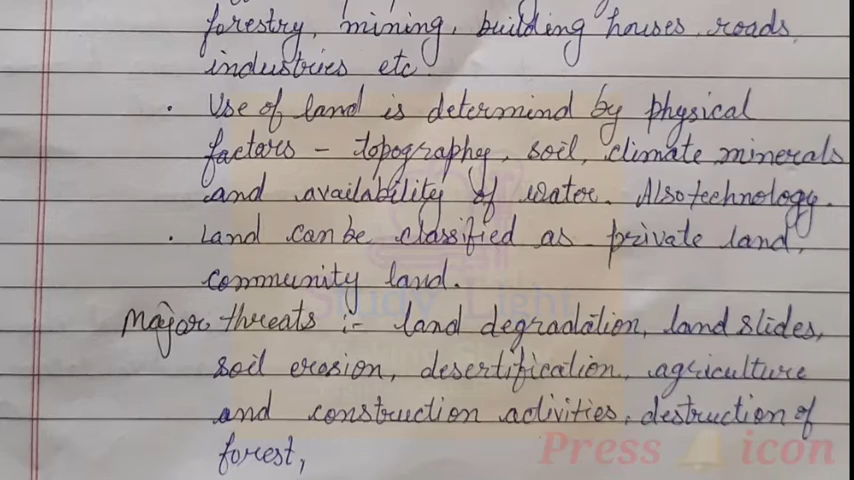 forestry, mining, building houses, roads,
industries etc
. Use of land is determind by physical
factors - topography, soil, climate minerals
and availability of water. Also technology.
. Land can be classified as private land,
community land.
Major threats :- land degradation, land slides,
soil erosion, desertification, agriculture
and construction activities, destruction of
forest,
Study Light
Press icon